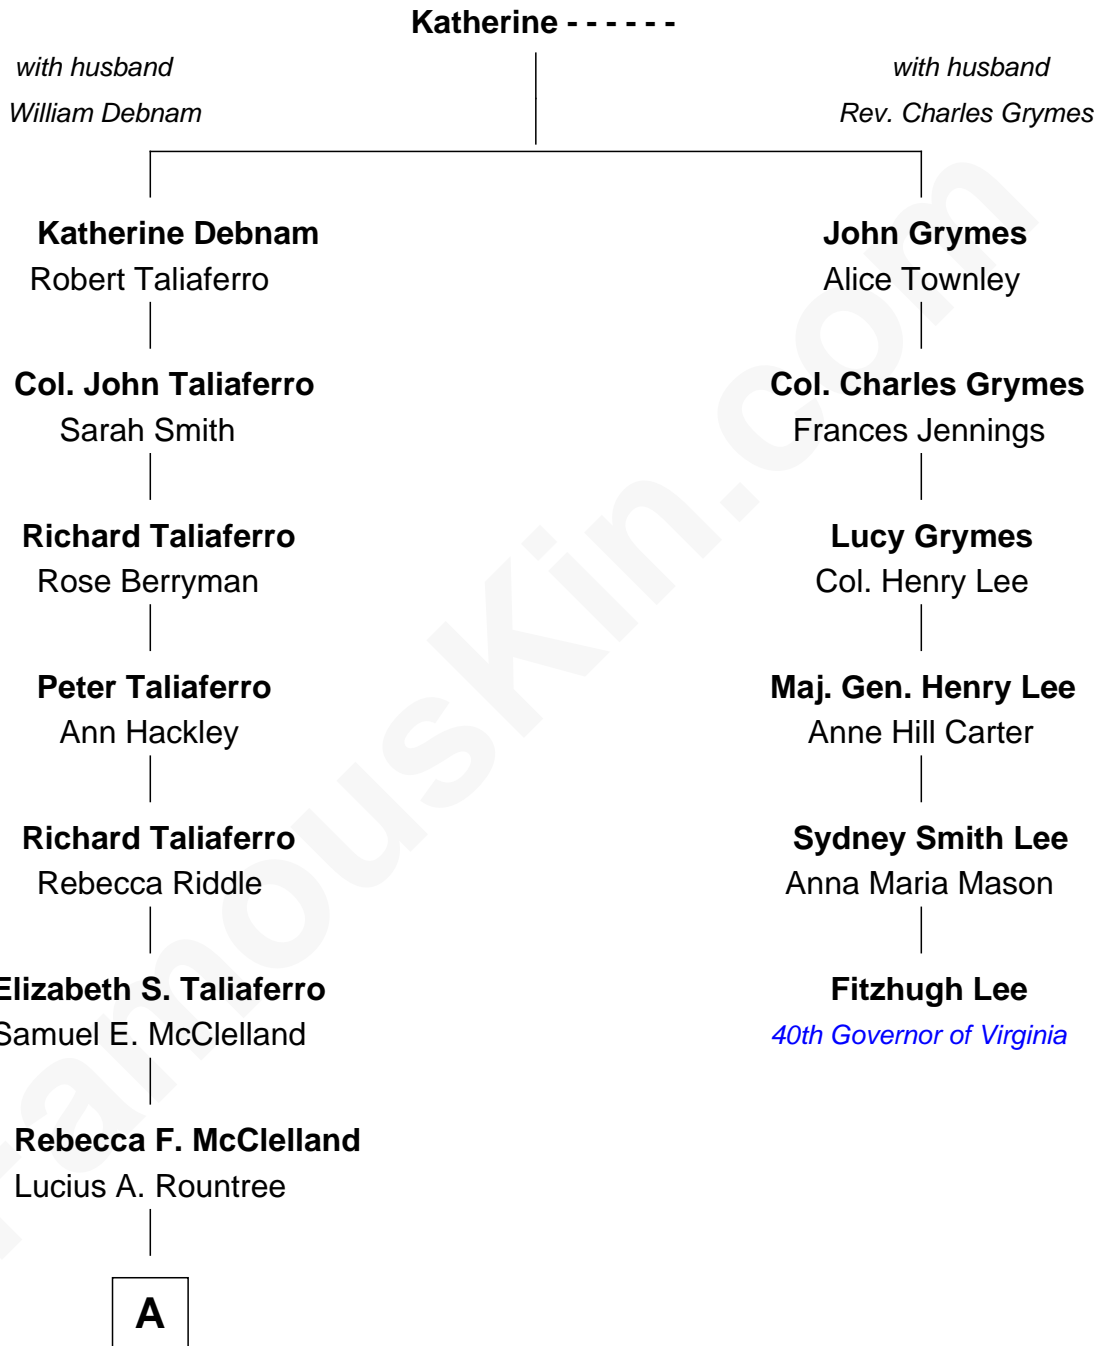 Katherine - - - - - -
with husband
William Debnam
with husband
Rev. Charles Grymes
Katherine Debnam
Robert Taliaferro
John Grymes
Alice Townley
Col. John Taliaferro
Sarah Smith
Col. Charles Grymes
Frances Jennings
Richard Taliaferro
Rose Berryman
Lucy Grymes
Col. Henry Lee
Peter Taliaferro
Ann Hackley
Maj. Gen. Henry Lee
Anne Hill Carter
Richard Taliaferro
Rebecca Riddle
Sydney Smith Lee
Anna Maria Mason
Elizabeth S. Taliaferro
Samuel E. McClelland
Fitzhugh Lee
40th Governor of Virginia
Rebecca F. McClelland
Lucius A. Rountree
A
FamousKin.com